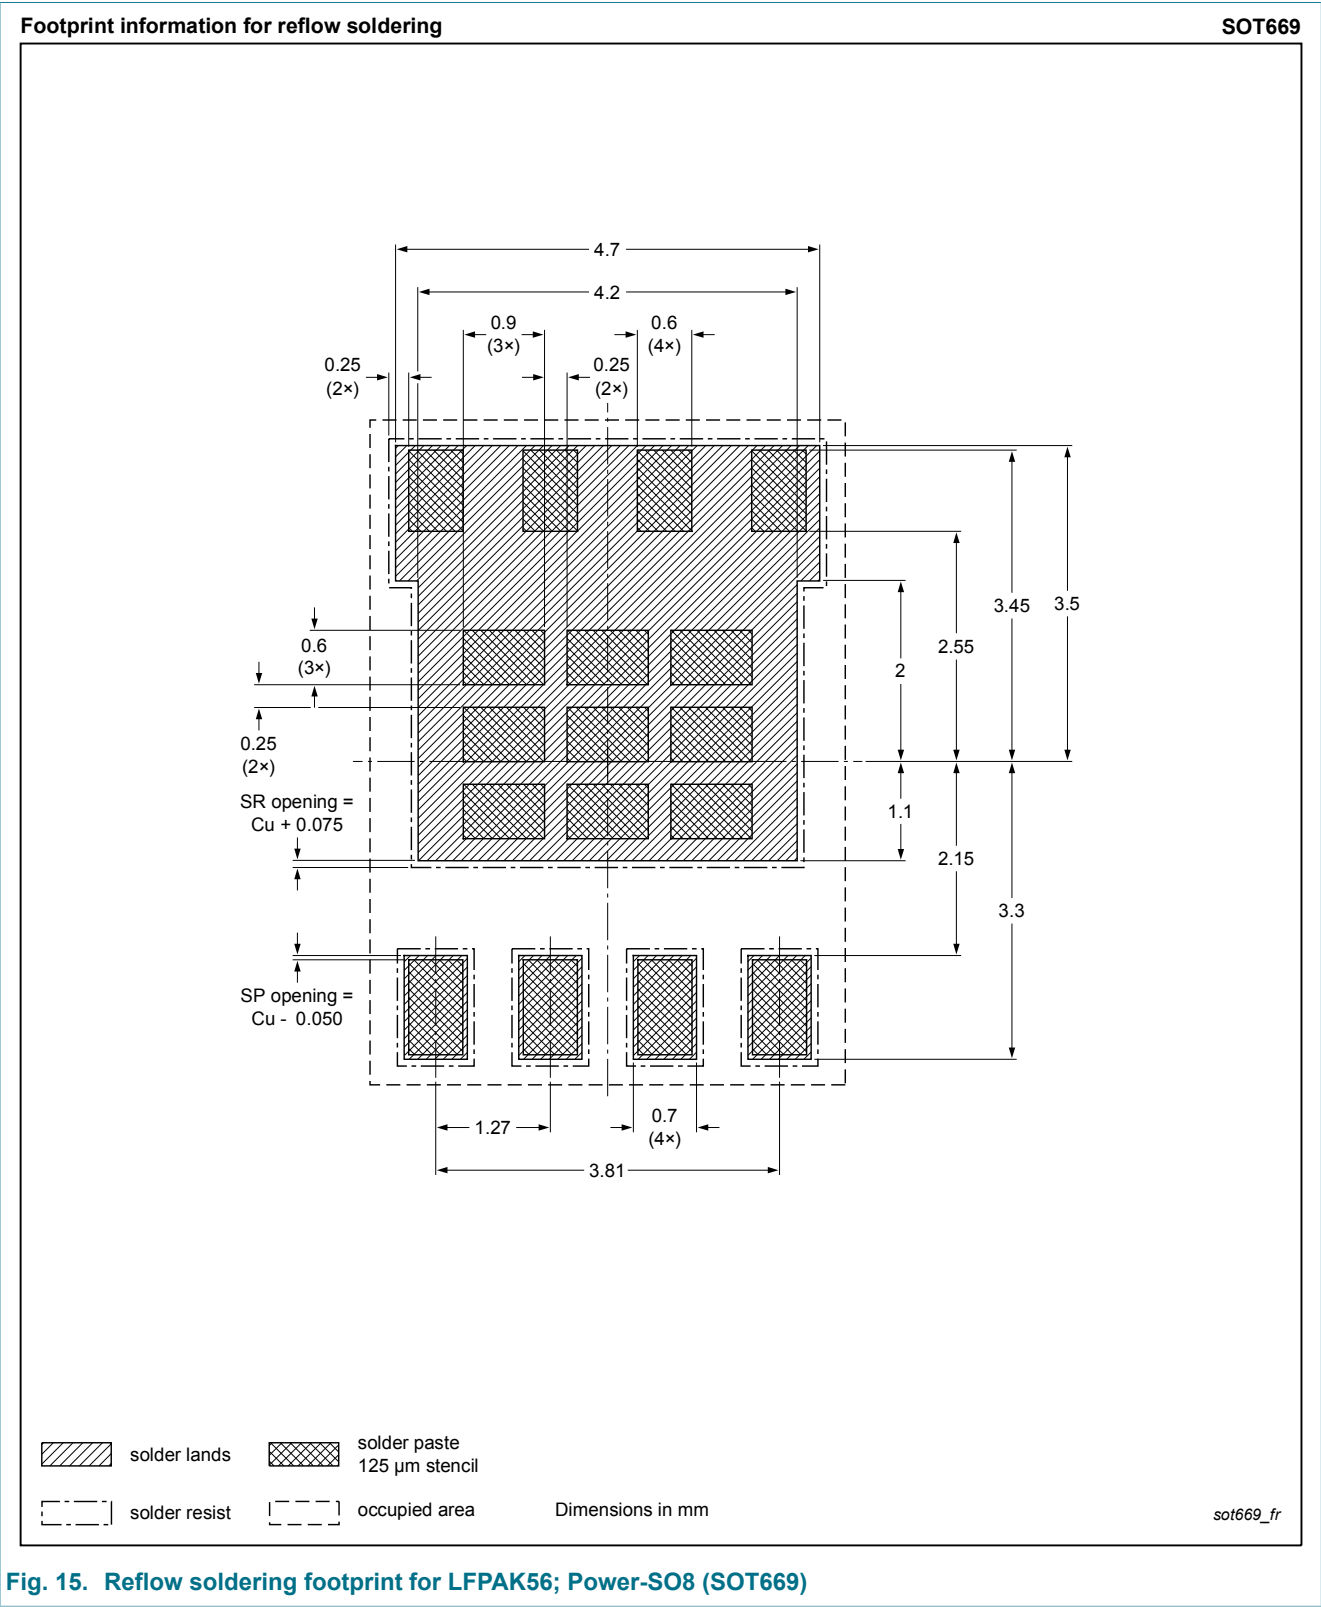 Footprint information for reflow soldering
SOT669
4.7
4.2
0.9
(3×)
0.6
(4×)
0.25
(2×)
0.25
(2×)
3.45
3.5
2.55
2
0.6
(3×)
0.25
(2×)
SR opening =
Cu + 0.075
1.1
2.15
3.3
SP opening =
Cu - 0.050
1.27
0.7
(4×)
3.81
solder lands
solder paste
125 µm stencil
solder resist
occupied area
Dimensions in mm
sot669_fr
Fig. 15. Reflow soldering footprint for LFPAK56; Power-SO8 (SOT669)